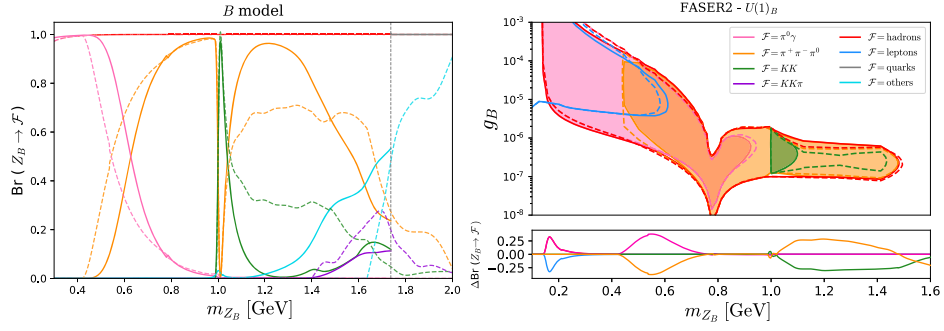 B model
Br ( Z_B → 𝓕 )
1.0
0.8
0.6
0.4
0.2
0.0
0.4 0.6 0.8 1.0 1.2 1.4 1.6 1.8 2.0
m_{Z_B} [GeV]
FASER2 - U(1)_B
g_B
10^{-3}
10^{-4}
10^{-5}
10^{-6}
10^{-7}
10^{-8}
𝓕 = π^0γ
𝓕 = π^+π^-π^0
𝓕 = KK
𝓕 = KKπ
𝓕 = hadrons
𝓕 = leptons
𝓕 = quarks
𝓕 = others
ΔBr (Z_B → 𝓕)
0.25
0.00
−0.25
0.2 0.4 0.6 0.8 1.0 1.2 1.4 1.6
m_{Z_B} [GeV]